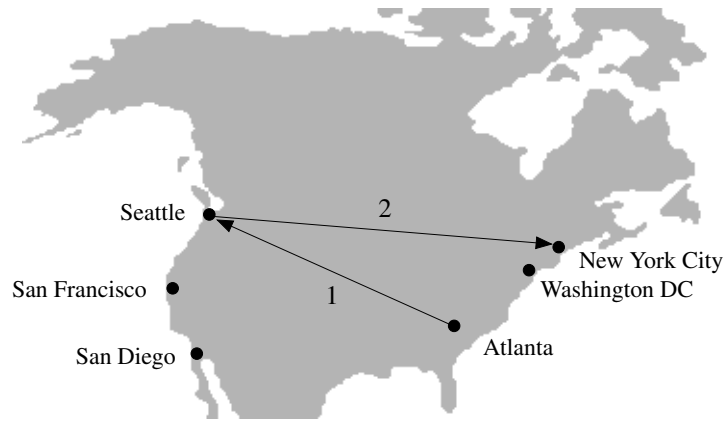 2
Seattle
New York City
San Francisco
1
Washington DC
San Diego
Atlanta